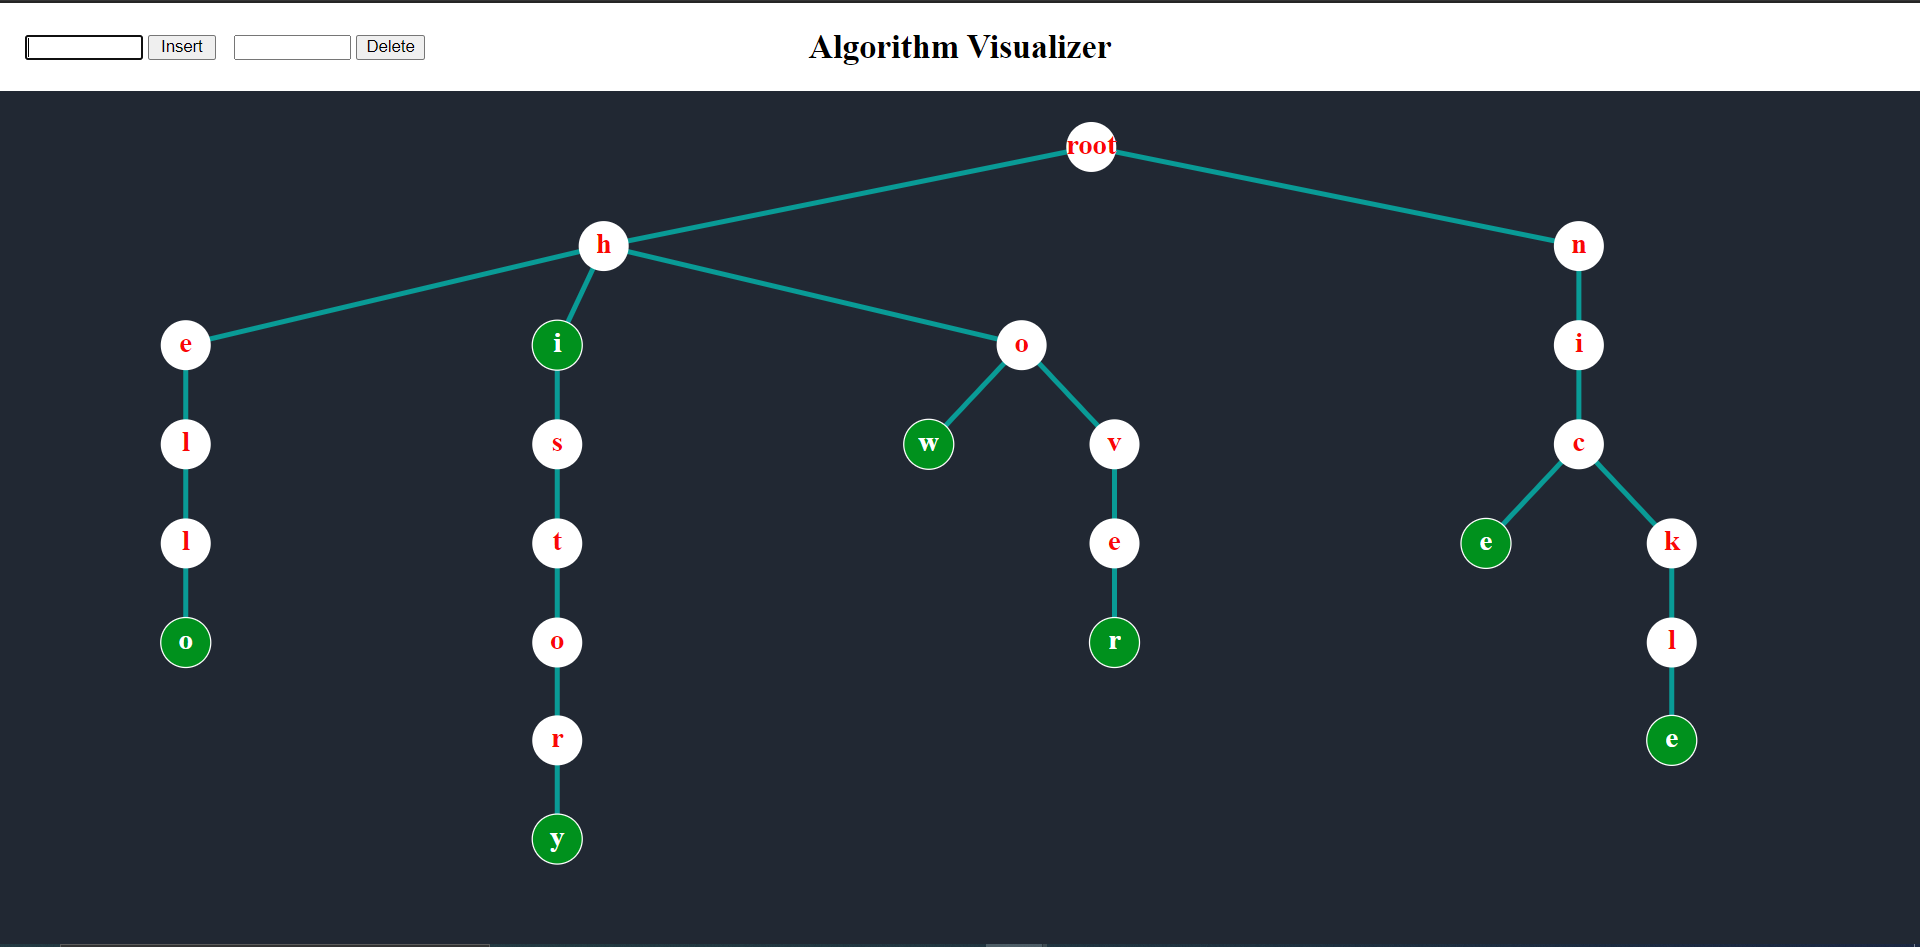 Insert Delete Algorithm Visualizer
root
h n
e i o i
l s w v c
l t e e k
o o r l
r e
y